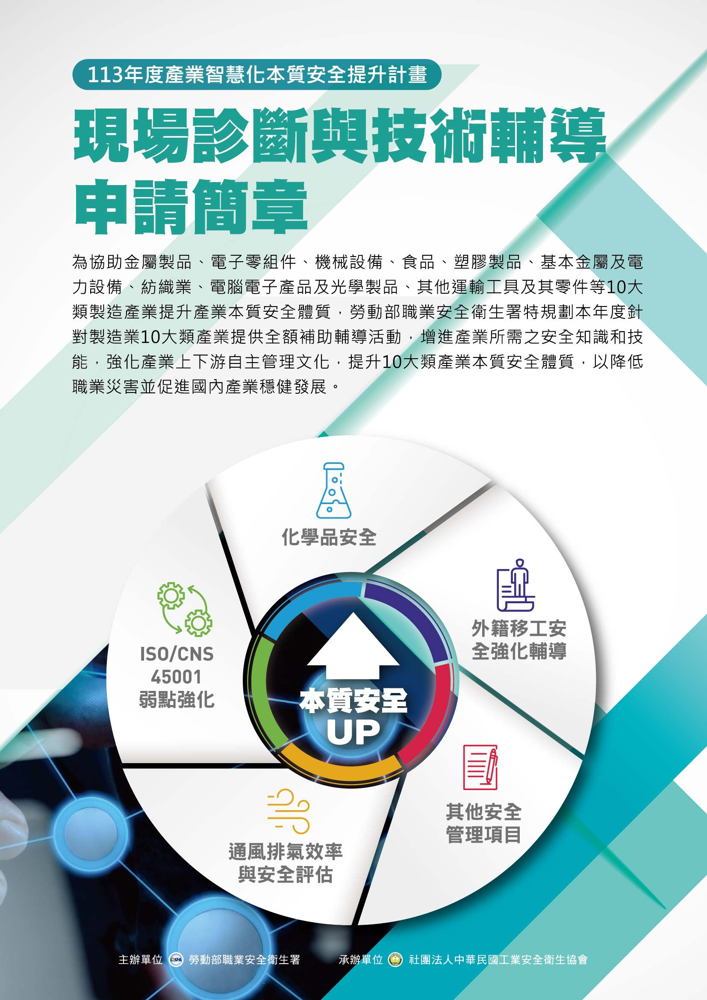 113年度產業智慧化本質安全提升計畫
現場診斷與技術輔導
申請簡章
為協助金屬製品、電子零組件、機械設備、食品、塑膠製品、基本金屬及電
力設備、紡織業、電腦電子產品及光學製品、其他運輸工具及其零件等10大
類製造產業提升產業本質安全體質，勞動部職業安全衛生署特規劃本年度針
對製造業10大類產業提供全額補助輔導活動，增進產業所需之安全知識和技
能，強化產業上下游自主管理文化，提升10大類產業本質安全體質，以降低
職業災害並促進國內產業穩健發展。
化學品安全
外籍移工安
全強化輔導
ISO/CNS
45001
弱點強化
本質安全
UP
其他安全
管理項目
通風排氣效率
與安全評估
主辦單位 OSHA 勞動部職業安全衛生署 承辦單位 社團法人中華民國工業安全衛生協會